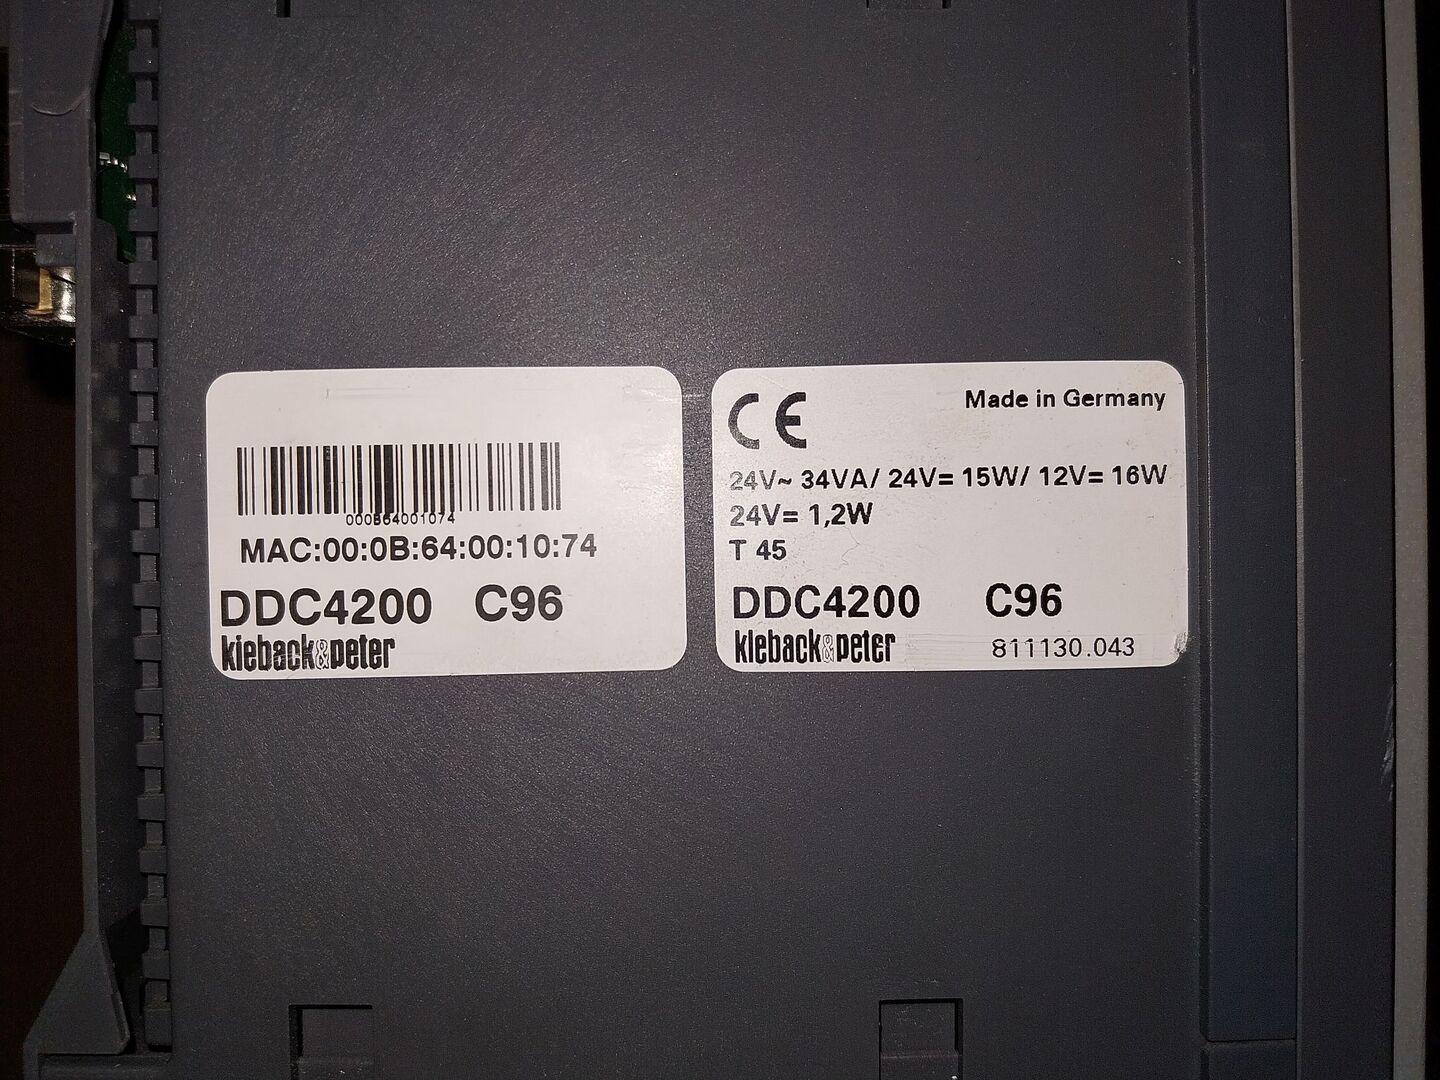 000B64001074
MAC:00:0B:64:00:10:74
DDC4200 C96
kieback&peter
CE Made in Germany
24V~ 34VA/ 24V= 15W/ 12V= 16W
24V= 1,2W
T 45
DDC4200 C96
kieback&peter 811130.043